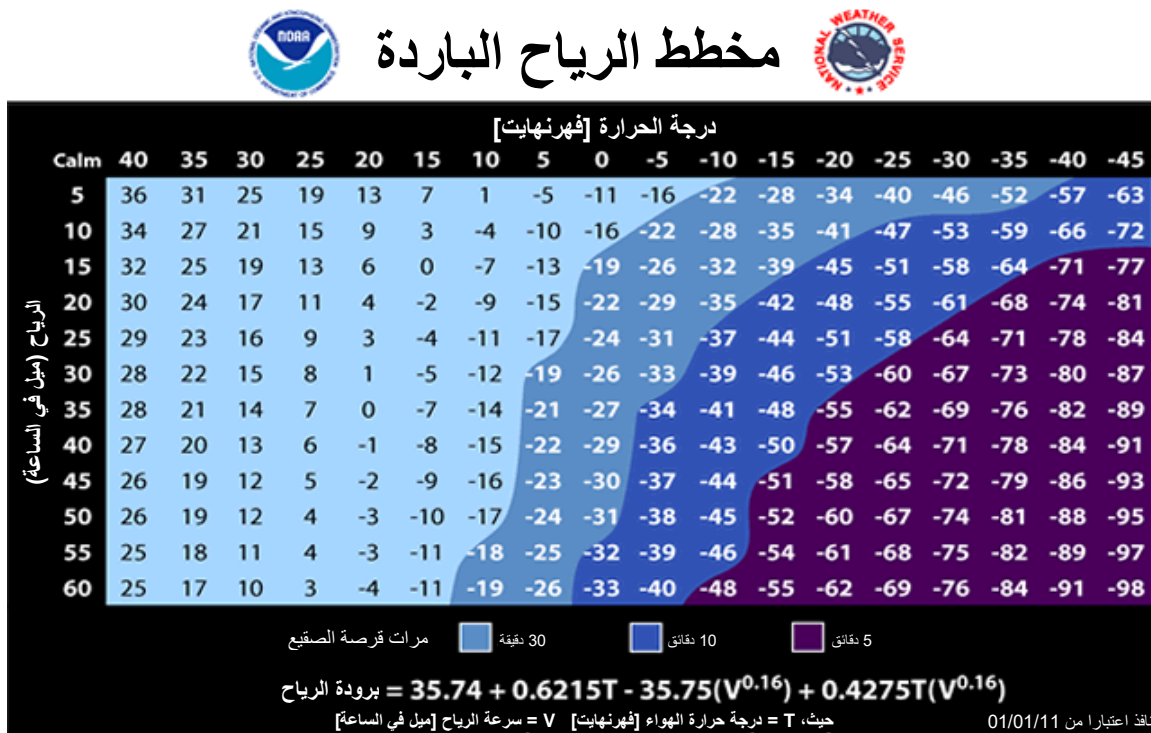 NATIONAL OCEANIC AND ATMOSPHERIC ADMINISTRATION
NOAA
U.S. DEPARTMENT OF COMMERCE
مخطط الرياح الباردة
NATIONAL WEATHER SERVICE
درجة الحرارة [فهرنهايت]
Calm 40 35 30 25 20 15 10 5 0 -5 -10 -15 -20 -25 -30 -35 -40 -45
الرياح (ميل في الساعة)
5 36 31 25 19 13 7 1 -5 -11 -16 -22 -28 -34 -40 -46 -52 -57 -63
10 34 27 21 15 9 3 -4 -10 -16 -22 -28 -35 -41 -47 -53 -59 -66 -72
15 32 25 19 13 6 0 -7 -13 -19 -26 -32 -39 -45 -51 -58 -64 -71 -77
20 30 24 17 11 4 -2 -9 -15 -22 -29 -35 -42 -48 -55 -61 -68 -74 -81
25 29 23 16 9 3 -4 -11 -17 -24 -31 -37 -44 -51 -58 -64 -71 -78 -84
30 28 22 15 8 1 -5 -12 -19 -26 -33 -39 -46 -53 -60 -67 -73 -80 -87
35 28 21 14 7 0 -7 -14 -21 -27 -34 -41 -48 -55 -62 -69 -76 -82 -89
40 27 20 13 6 -1 -8 -15 -22 -29 -36 -43 -50 -57 -64 -71 -78 -84 -91
45 26 19 12 5 -2 -9 -16 -23 -30 -37 -44 -51 -58 -65 -72 -79 -86 -93
50 26 19 12 4 -3 -10 -17 -24 -31 -38 -45 -52 -60 -67 -74 -81 -88 -95
55 25 18 11 4 -3 -11 -18 -25 -32 -39 -46 -54 -61 -68 -75 -82 -89 -97
60 25 17 10 3 -4 -11 -19 -26 -33 -40 -48 -55 -62 -69 -76 -84 -91 -98
مرات قرصة الصقيع 30 دقيقة 10 دقائق 5 دقائق
برودة الرياح = 35.74 + 0.6215T - 35.75(V^0.16) + 0.4275T(V^0.16)
حيث، T = درجة حرارة الهواء [فهرنهايت] V = سرعة الرياح [ميل في الساعة]
نافذ اعتبارا من 01/01/11